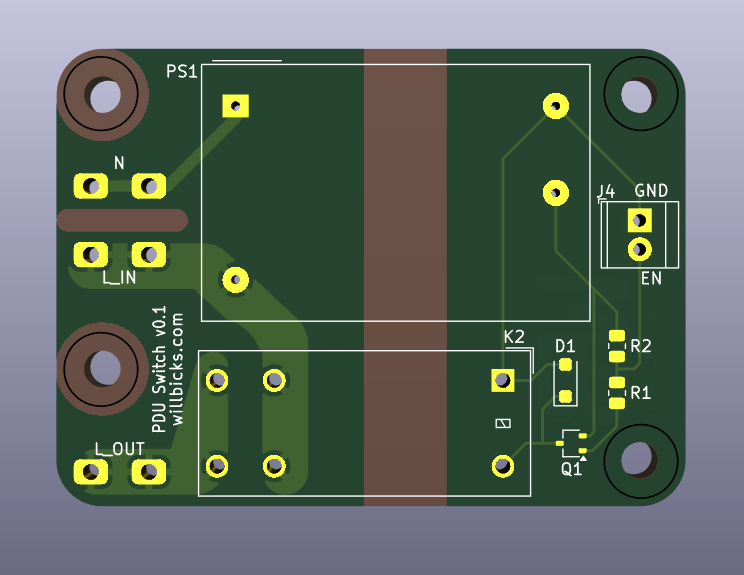 PS1
N
J4
GND
L_IN
EN
PDU Switch v0.1
willbicks.com
K2
D1
R2
R1
L_OUT
Q1